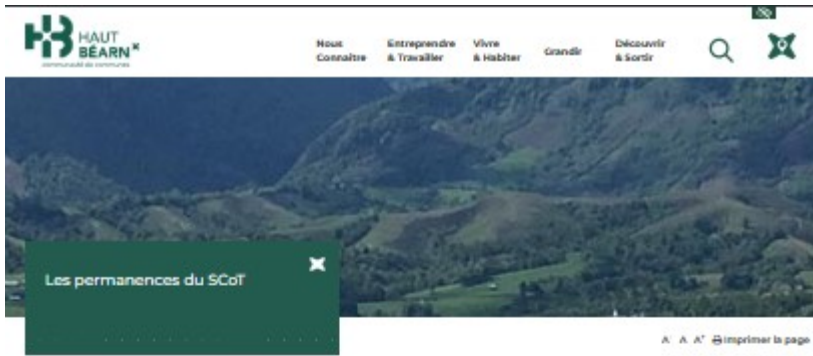 HAUT
BÉARN
communauté de communes
Nous
Connaître
Entreprendre
& Travailler
Vivre
& Habiter
Grandir
Découvrir
& Sortir
Les permanences du SCoT
A A A+ Imprimer la page